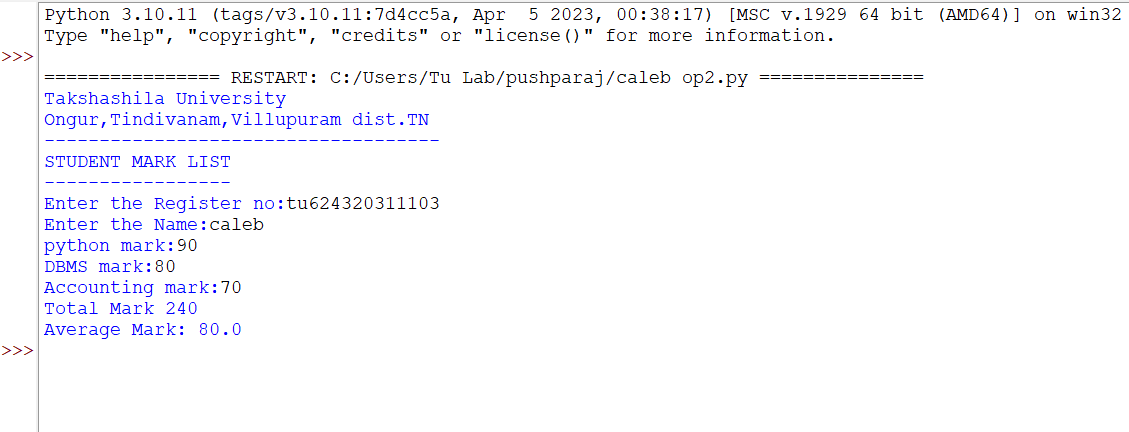 Python 3.10.11 (tags/v3.10.11:7d4cc5a, Apr  5 2023, 00:38:17) [MSC v.1929 64 bit (AMD64)] on win32
Type "help", "copyright", "credits" or "license()" for more information.
>>>
================ RESTART: C:/Users/Tu Lab/pushparaj/caleb op2.py ===============
Takshashila University
Ongur,Tindivanam,Villupuram dist.TN
------------------------------------
STUDENT MARK LIST
-----------------
Enter the Register no:tu624320311103
Enter the Name:caleb
python mark:90
DBMS mark:80
Accounting mark:70
Total Mark 240
Average Mark: 80.0
>>>